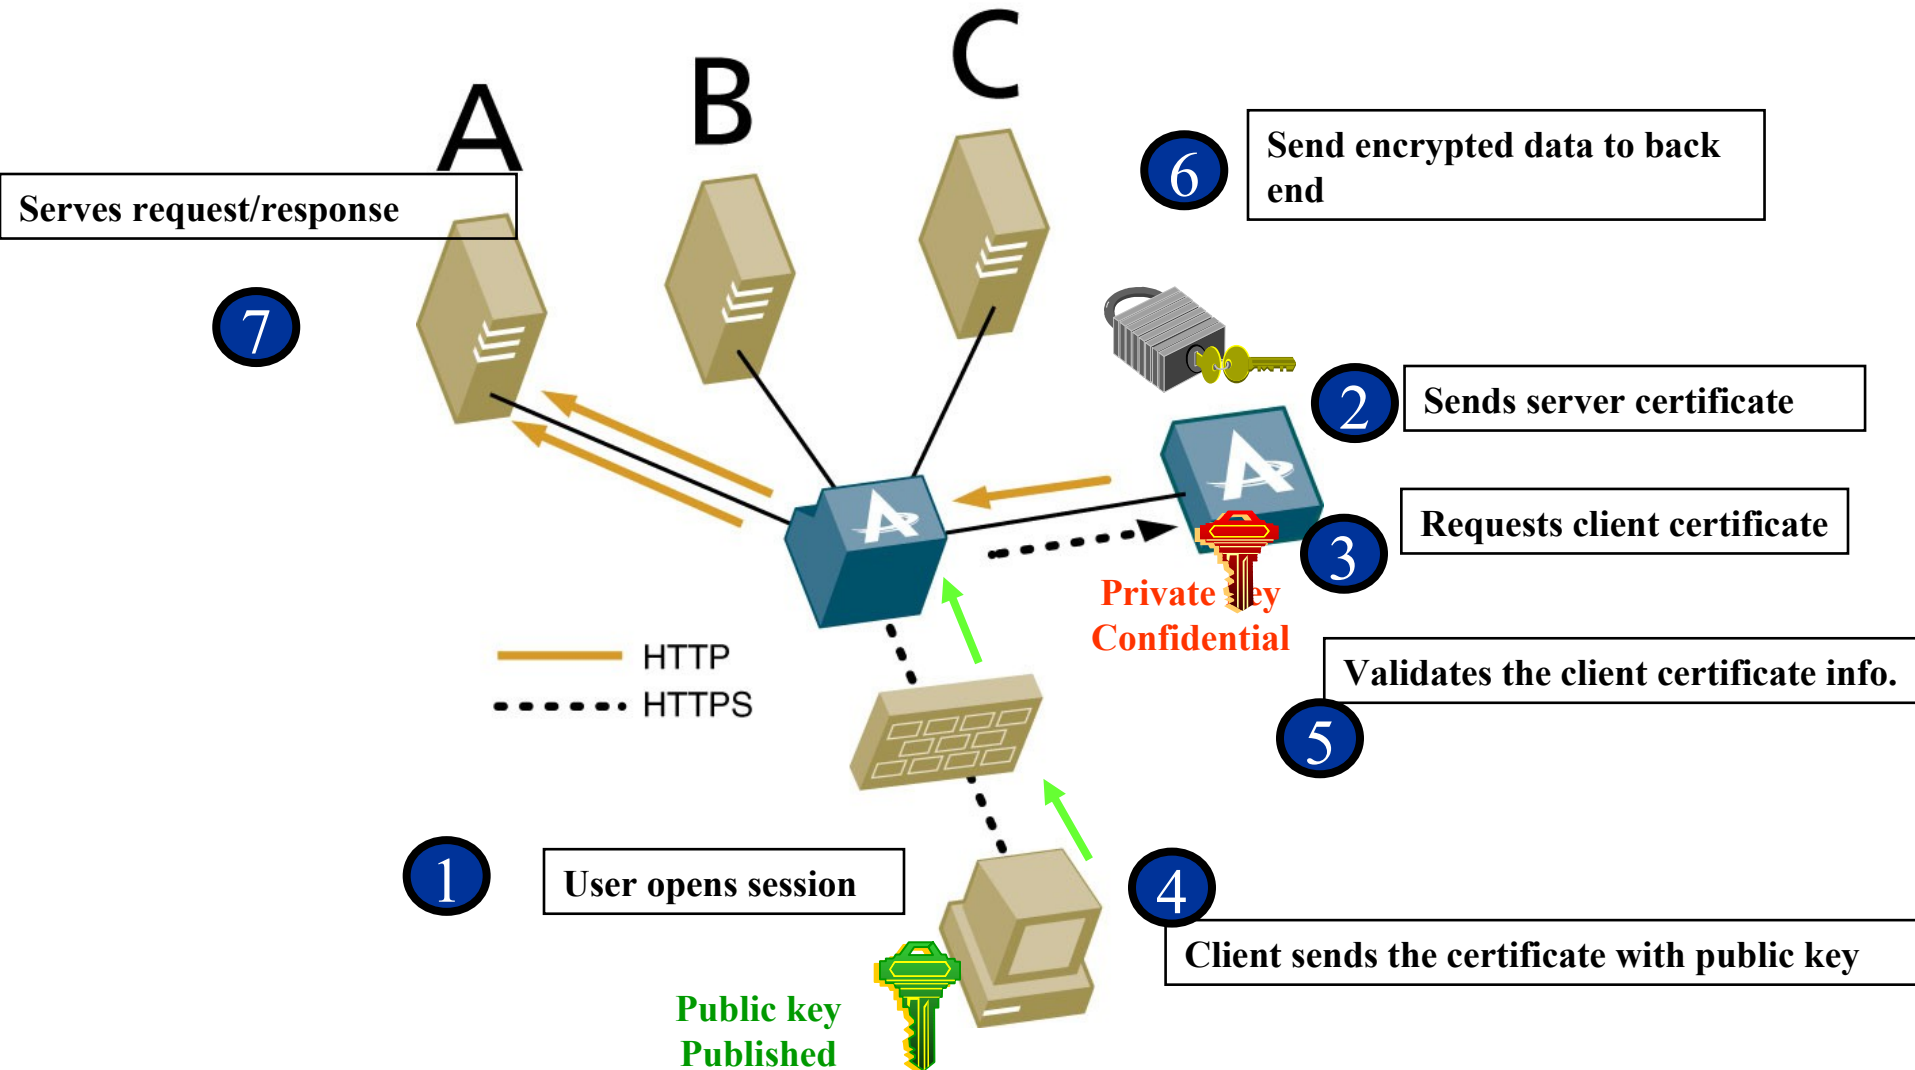 A
B
C
6
Send encrypted data to back
end
Serves request/response
7
2
Sends server certificate
3
Requests client certificate
Private Key
Confidential
HTTP
HTTPS
Validates the client certificate info.
5
1
User opens session
4
Client sends the certificate with public key
Public key
Published